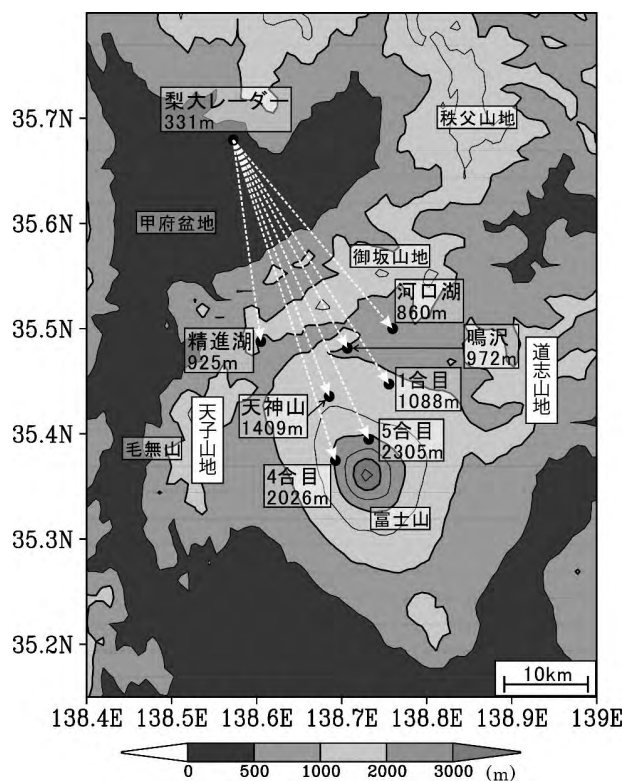 梨大レーダー
331m
秩父山地
甲府盆地
御坂山地
河口湖
860m
精進湖
925m
鳴沢
972m
道志山地
1合目
1088m
天神山
1409m
天子山地
毛無山
5合目
2305m
4合目
2026m
富士山
10km
35.7N
35.6N
35.5N
35.4N
35.3N
35.2N
138.4E 138.5E 138.6E 138.7E 138.8E 138.9E 139E
0 500 1000 2000 3000 (m)